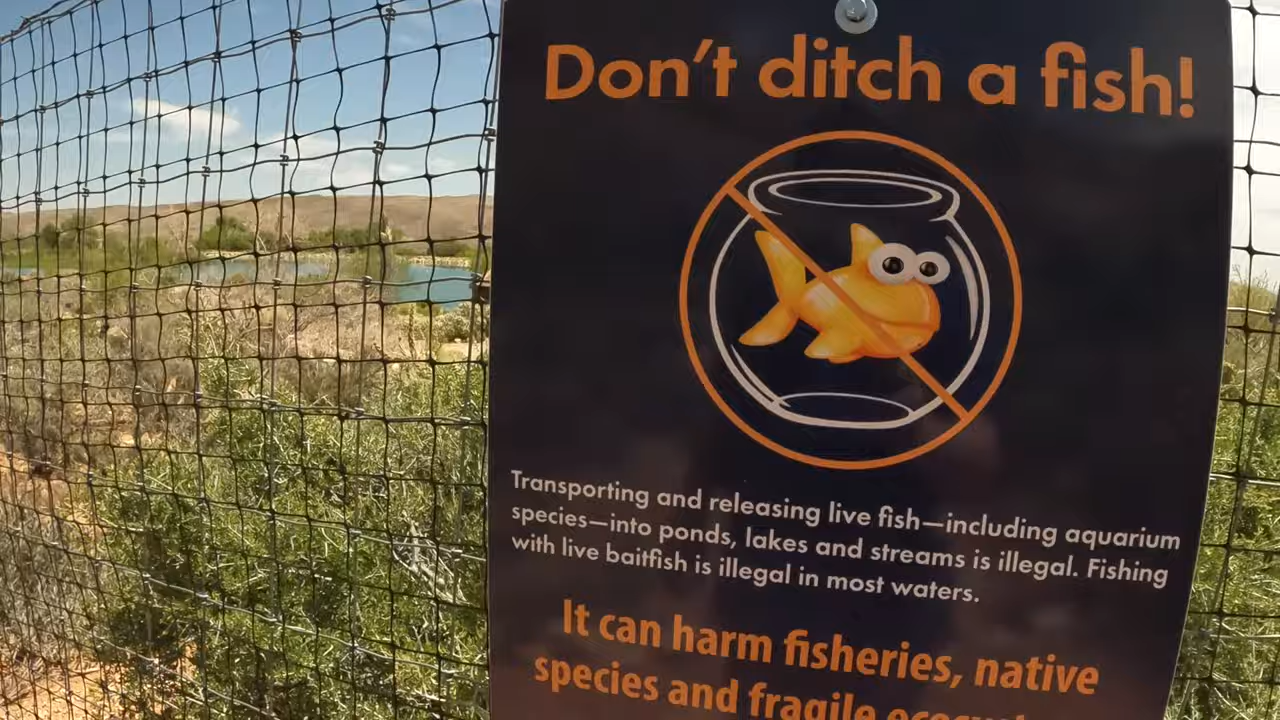 Don't ditch a fish!
Transporting and releasing live fish—including aquarium
species—into ponds, lakes and streams is illegal. Fishing
with live baitfish is illegal in most waters.
It can harm fisheries, native
species and fragile